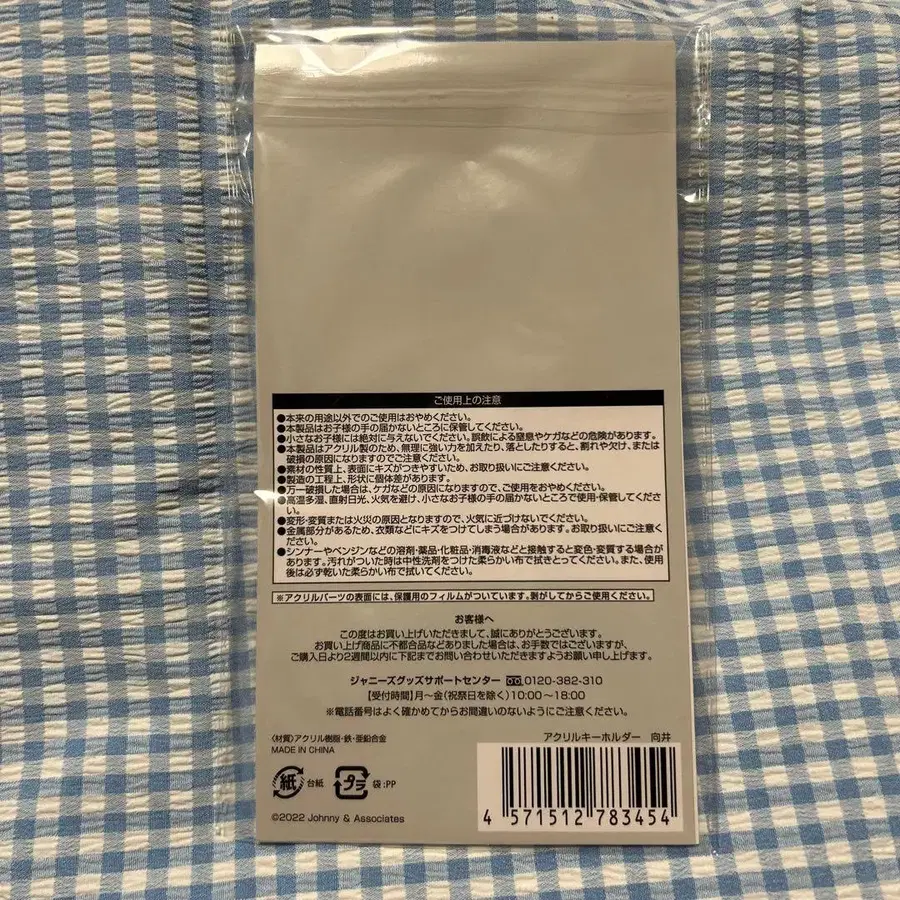 ご使用上の注意
●本来の用途以外でのご使用はおやめください。
●本製品はお子様の手の届かないところに保管してください。
●小さなお子様には絶対に与えないでください。誤飲による窒息やケガなどの危険があります。
●本製品はアクリル製のため、無理に強い力を加えたり、落としたりすると、割れや欠け、または
破損の原因になりますのでご注意ください。
●素材の性質上、表面にキズがつきやすいため、お取り扱いにご注意ください。
●製造の工程上、形状に個体差があります。
●万一破損した場合は、ケガなどの原因になりますので、ご使用をおやめください。
●高温多湿、直射日光、火気を避け、小さなお子様の手の届かないところで使用・保管してくだ
さい。
●変形・変質または火災の原因となりますので、火気に近づけないでください。
●金属部分があるため、衣類などにキズをつけてしまう場合があります。お取り扱いにご注意く
ださい。
●シンナーやベンジンなどの溶剤・薬品・化粧品・消毒液などと接触すると変色・変質する場合が
あります。汚れがついた時は中性洗剤をつけた柔らかい布で拭きとってください。また、使用
後は必ず乾いた柔らかい布で拭いてください。
※アクリルパーツの表面には、保護用のフィルムがついています。剥がしてからご使用ください。
お客様へ
この度はお買い上げいただきまして、誠にありがとうございます。
お買い上げ商品に不都合品などありました場合は、お手数ではございますが、
ご購入日より2週間以内に下記までお問い合わせいただきますようお願い申し上げます。
ジャニーズグッズサポートセンター 0120-382-310
【受付時間】月～金(祝祭日を除く)10:00～18:00
※電話番号はよく確かめてからお間違いのないようにご注意ください。
〈材質〉アクリル樹脂・鉄・亜鉛合金
MADE IN CHINA
アクリルキーホルダー 向井
紙 台紙 プラ 袋:PP
4 571512 783454
©2022 Johnny & Associates